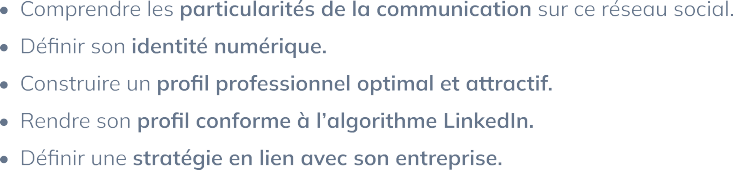 • Comprendre les particularités de la communication sur ce réseau social.
• Définir son identité numérique.
• Construire un profil professionnel optimal et attractif.
• Rendre son profil conforme à l’algorithme LinkedIn.
• Définir une stratégie en lien avec son entreprise.